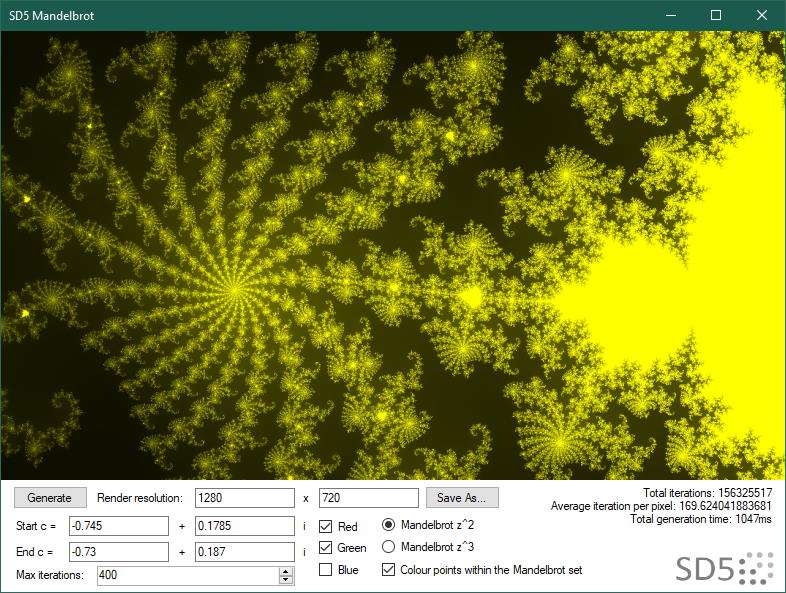 SD5 Mandelbrot
Generate Render resolution: 1280 x 720 Save As...
Total iterations: 156325517
Average iteration per pixel: 169.624041883681
Total generation time: 1047ms
Start c = -0.745 + 0.1785 i Red Mandelbrot z^2
End c = -0.73 + 0.187 i Green Mandelbrot z^3
Max iterations: 400 Blue Colour points within the Mandelbrot set
SD5